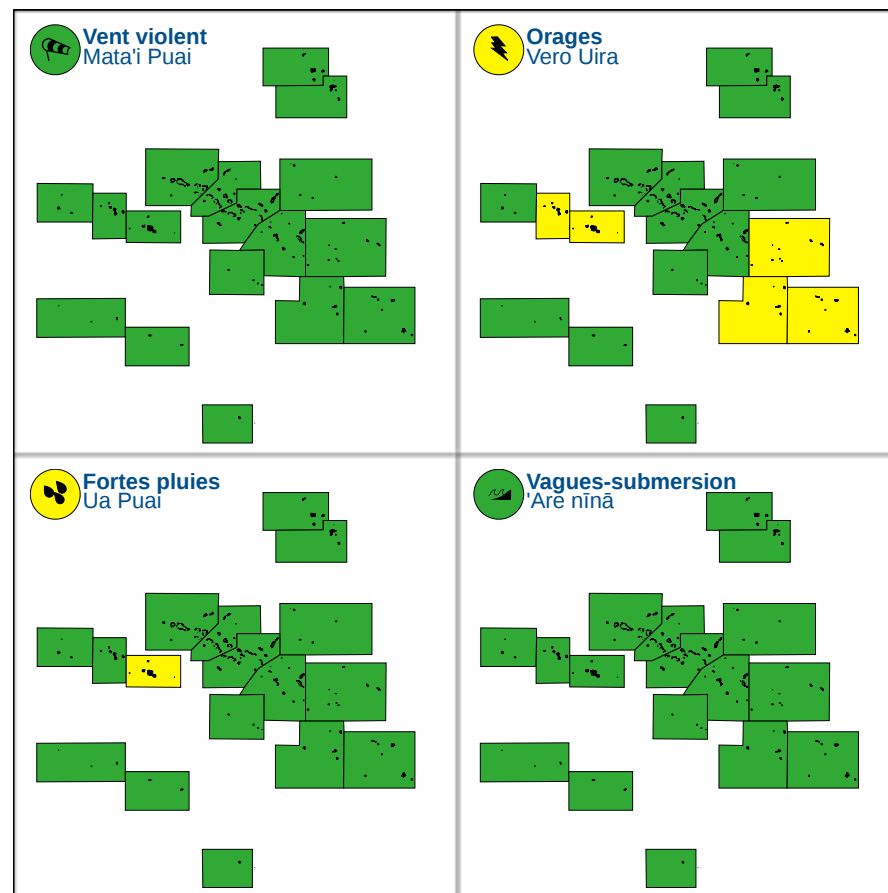 Vent violent
Mata'i Puai
Orages
Vero Uira
Fortes pluies
Ua Puai
Vagues-submersion
'Are nīnā